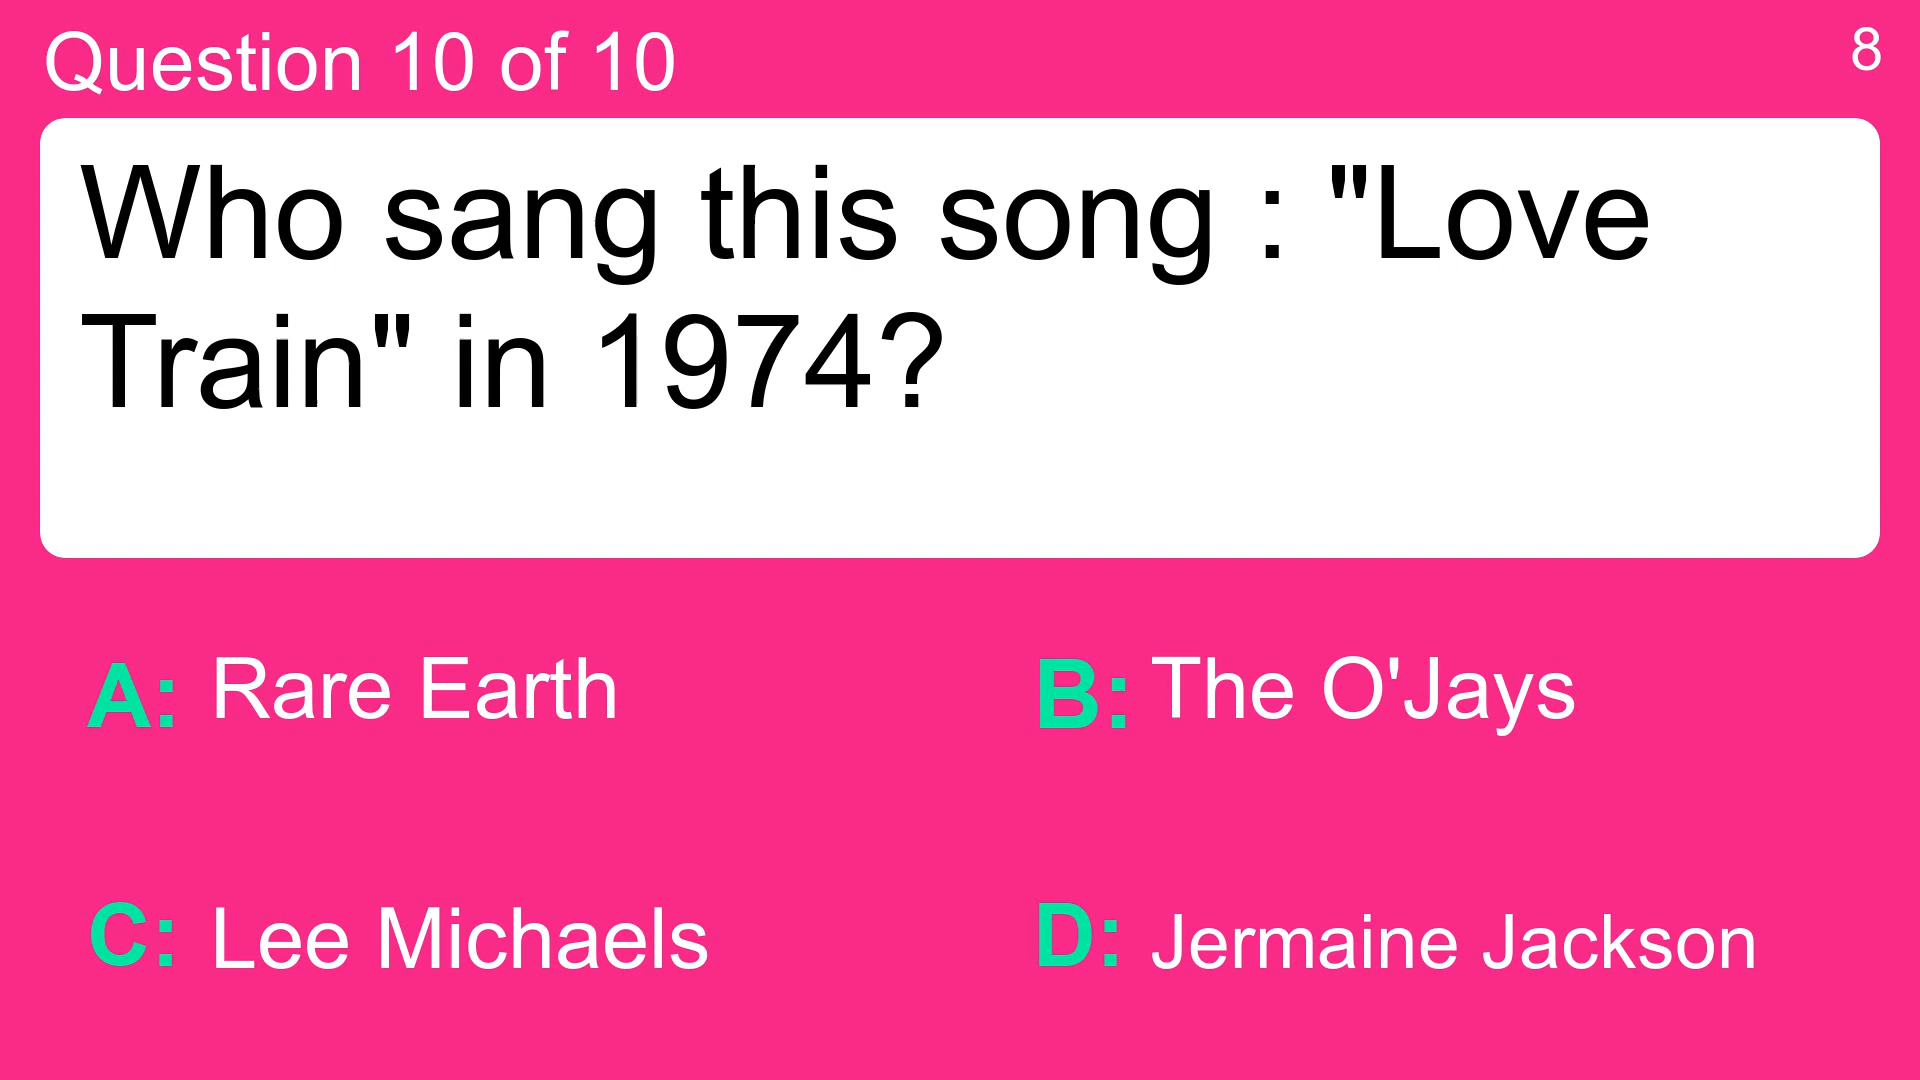 Question 10 of 10
8
Who sang this song : "Love
Train" in 1974?
A: Rare Earth
B: The O'Jays
C: Lee Michaels
D: Jermaine Jackson